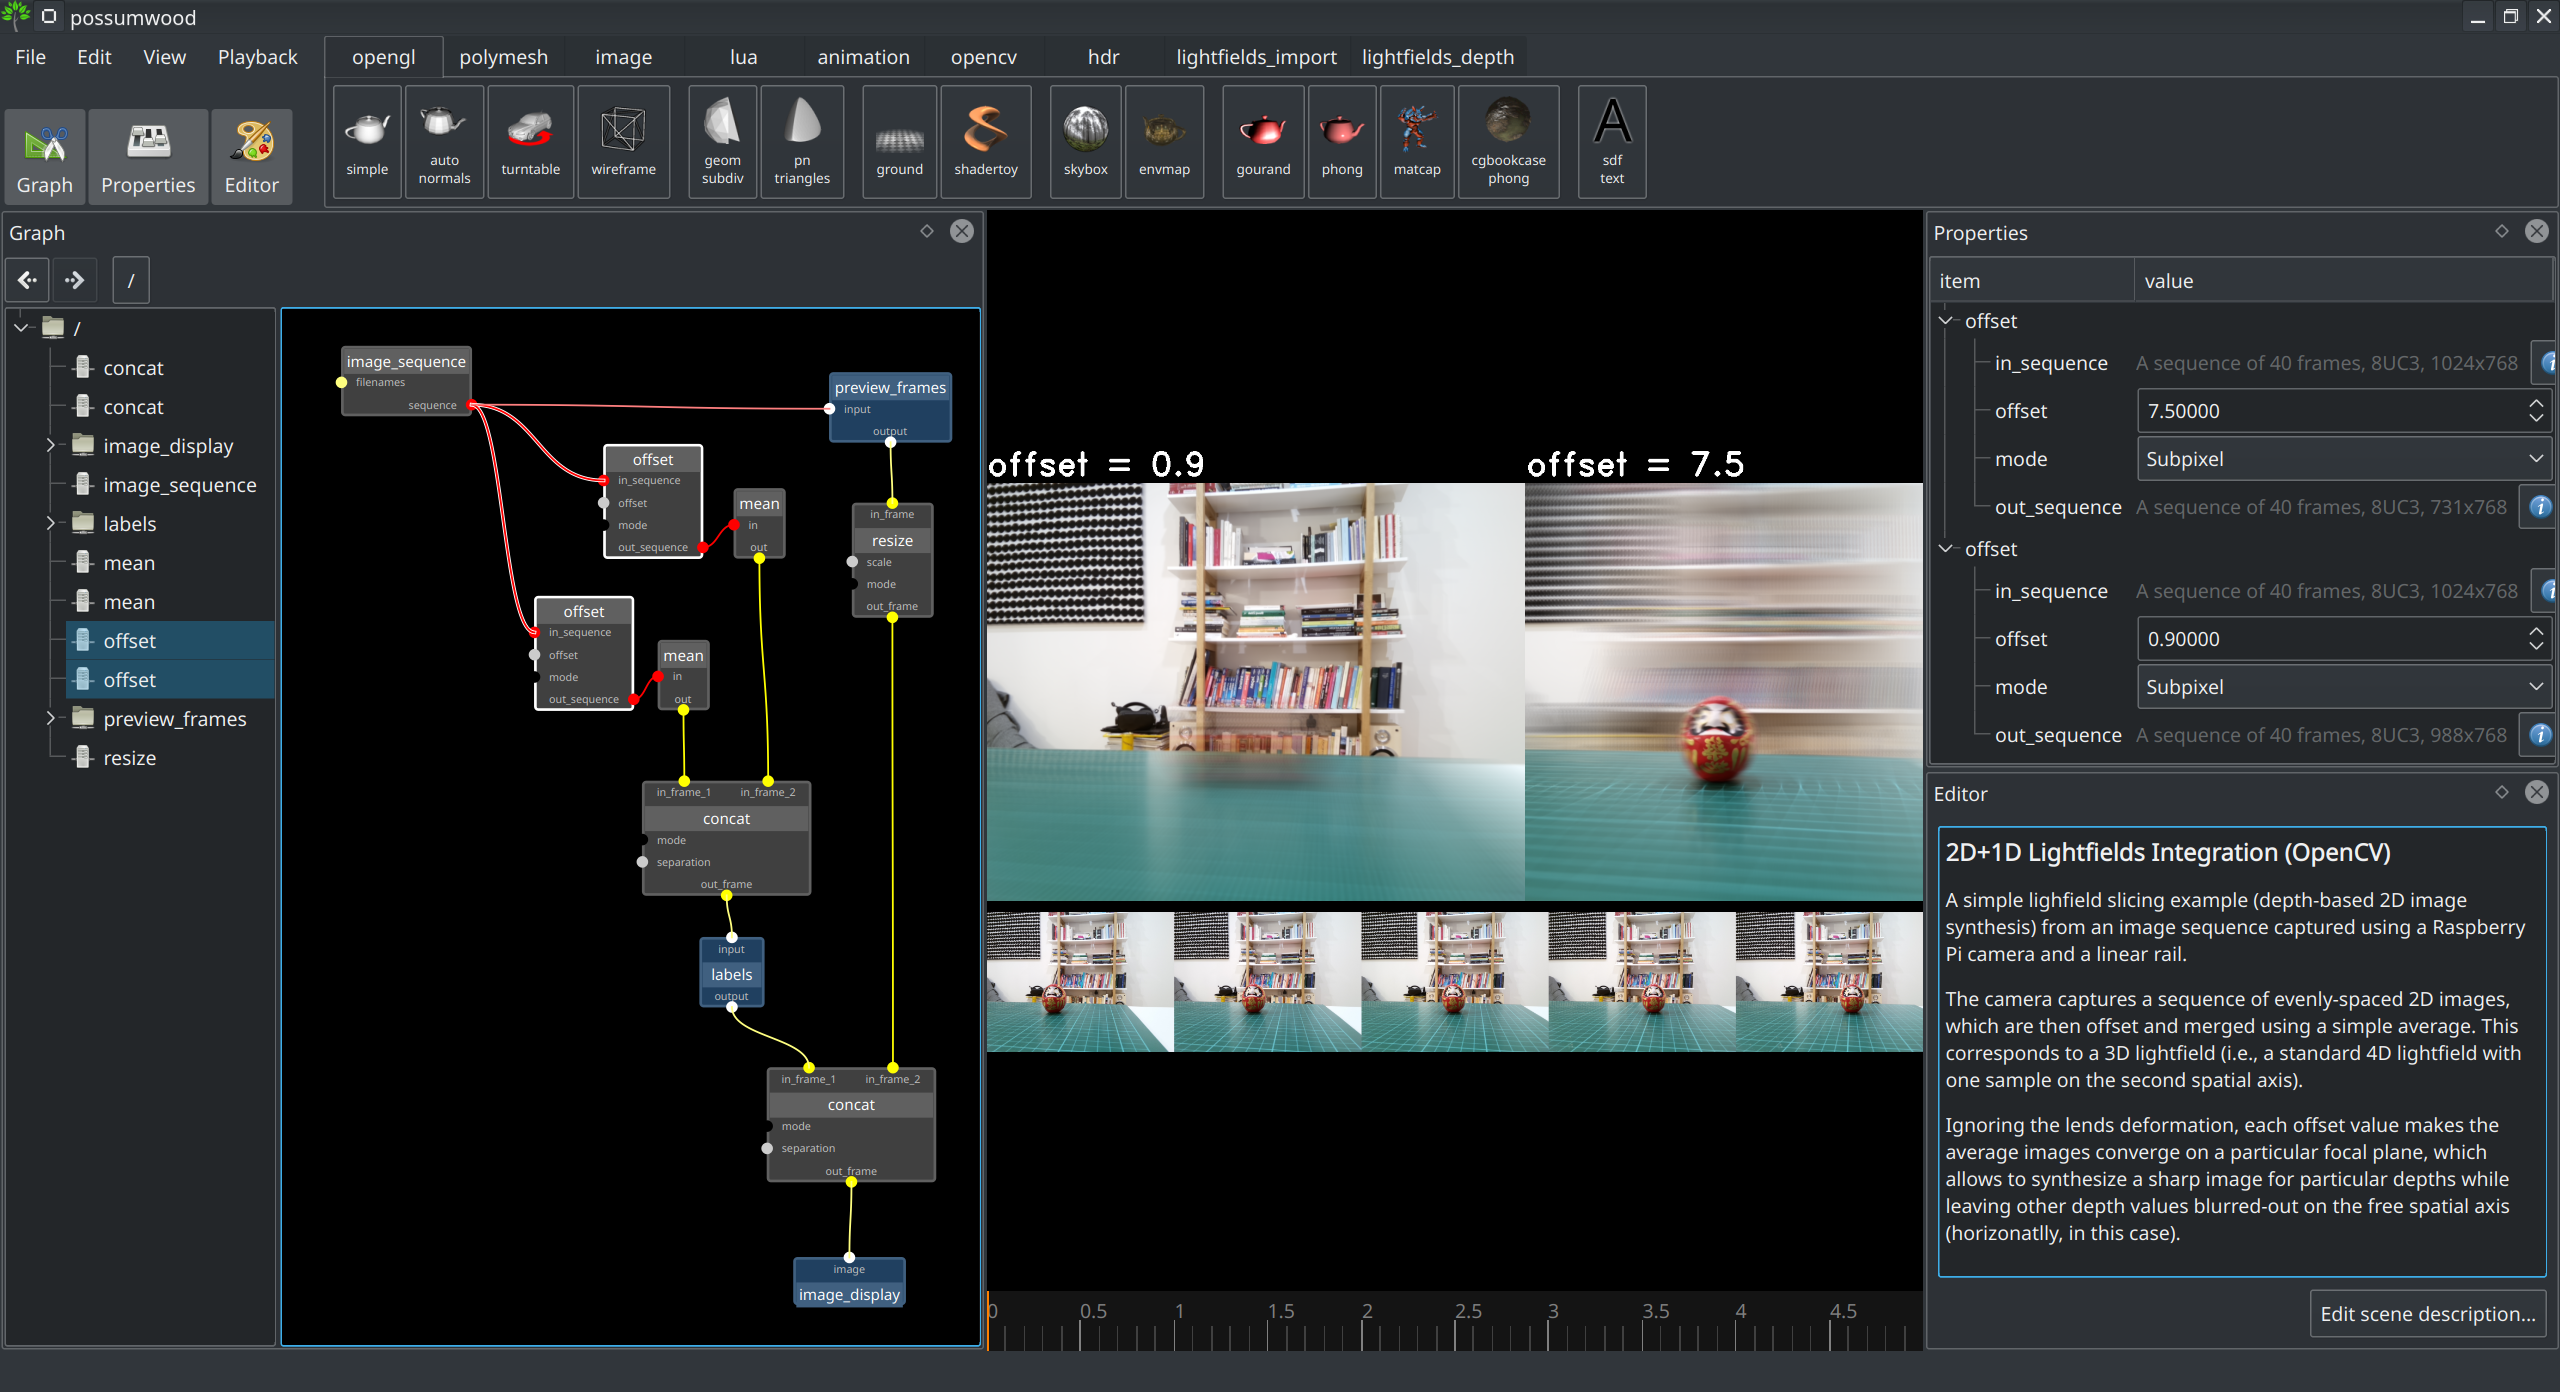 possumwood
File Edit View Playback
opengl polymesh image lua animation opencv hdr lightfields_import lightfields_depth
Graph Properties Editor
simple
auto
normals
turntable
wireframe
geom
subdiv
pn
triangles
ground
shadertoy
skybox
envmap
gourand
phong
matcap
cgbookcase
phong
A
sdf
text
Graph
/
/
concat
concat
image_display
image_sequence
labels
mean
mean
offset
offset
preview_frames
resize
image_sequence
filenames
sequence
preview_frames
input
output
offset
in_sequence
offset
mode
out_sequence
mean
in
out
in_frame
resize
scale
mode
out_frame
offset
in_sequence
offset
mode
out_sequence
mean
in
out
in_frame_1 in_frame_2
concat
mode
separation
out_frame
input
labels
output
in_frame_1 in_frame_2
concat
mode
separation
out_frame
image
image_display
offset = 0.9 offset = 7.5
0 0.5 1 1.5 2 2.5 3 3.5 4 4.5
Properties
item value
offset
in_sequence A sequence of 40 frames, 8UC3, 1024x768
offset 7.50000
mode Subpixel
out_sequence A sequence of 40 frames, 8UC3, 731x768
offset
in_sequence A sequence of 40 frames, 8UC3, 1024x768
offset 0.90000
mode Subpixel
out_sequence A sequence of 40 frames, 8UC3, 988x768
Editor
2D+1D Lightfields Integration (OpenCV)
A simple lighfield slicing example (depth-based 2D image
synthesis) from an image sequence captured using a Raspberry
Pi camera and a linear rail.
The camera captures a sequence of evenly-spaced 2D images,
which are then offset and merged using a simple average. This
corresponds to a 3D lightfield (i.e., a standard 4D lightfield with
one sample on the second spatial axis).
Ignoring the lends deformation, each offset value makes the
average images converge on a particular focal plane, which
allows to synthesize a sharp image for particular depths while
leaving other depth values blurred-out on the free spatial axis
(horizonatlly, in this case).
Edit scene description...